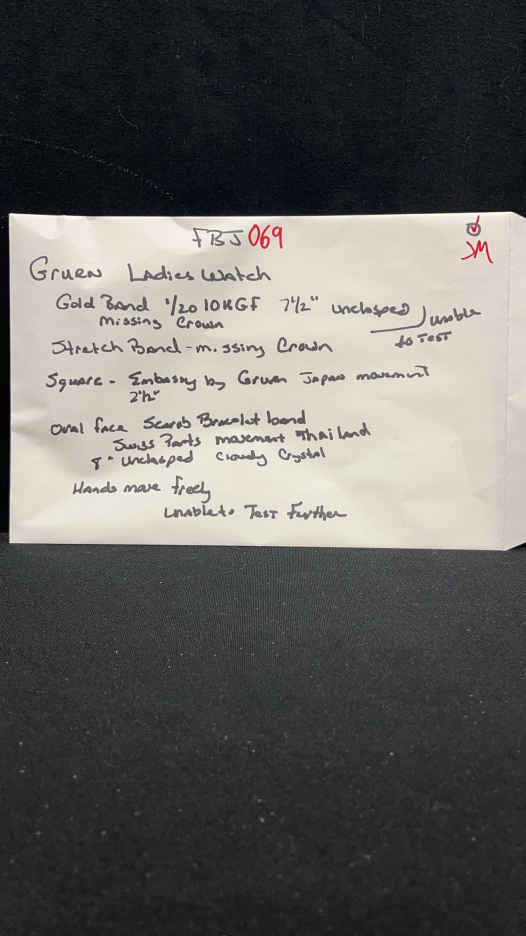 FBJ 069
JM
Gruen Ladies Watch
Gold Band 1/20 10KGF 7 1/2" unclasped
Missing Crown
unable
to Test
Stretch Band - missing Crown
Square - Embassy by Gruen Japan movement
2 1/2"
Oval face Scarab Bracelet band
Swiss Parts movement Thailand
8" unclasped Cloudy Crystal
Hands move freely
Unable to Test Further